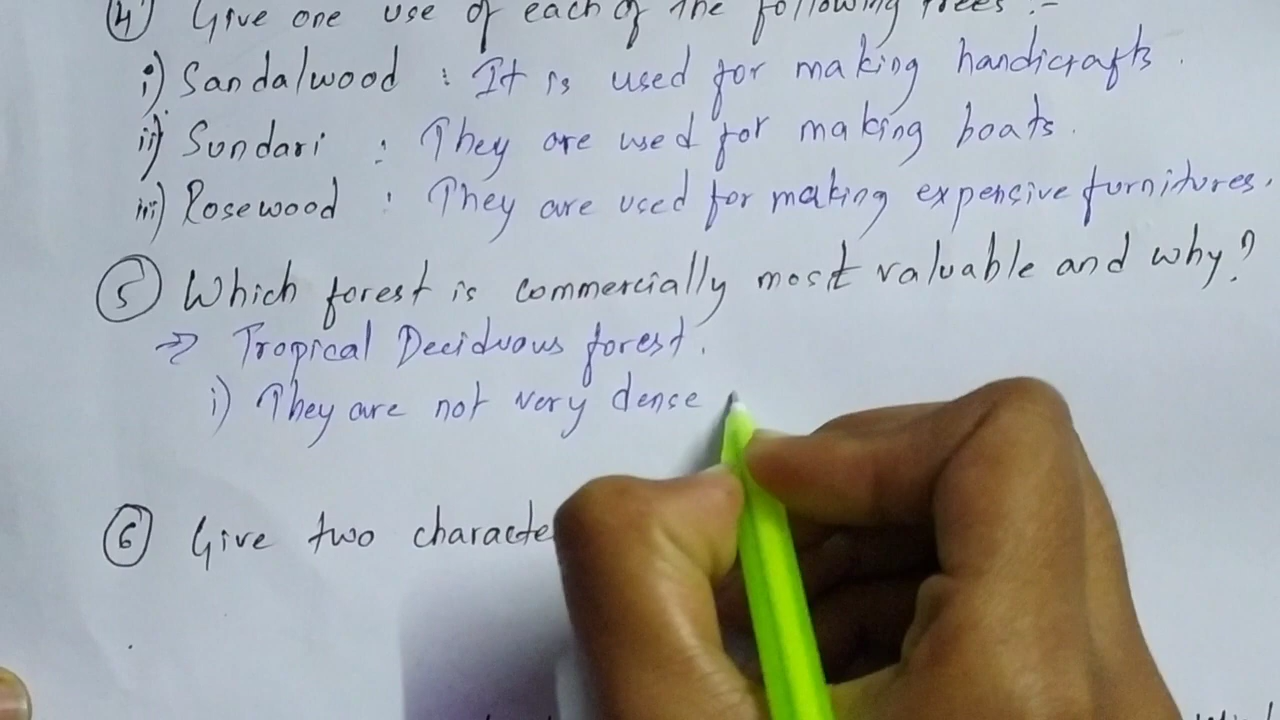 (4) Give one use of each of the following trees :-
i) Sandalwood : It is used for making handicrafts.
ii) Sundari : They are used for making boats.
iii) Rosewood : They are used for making expensive furnitures.
(5) Which forest is commercially most valuable and why?
⇒ Tropical Deciduous forest.
i) They are not very dense
(6) Give two characte